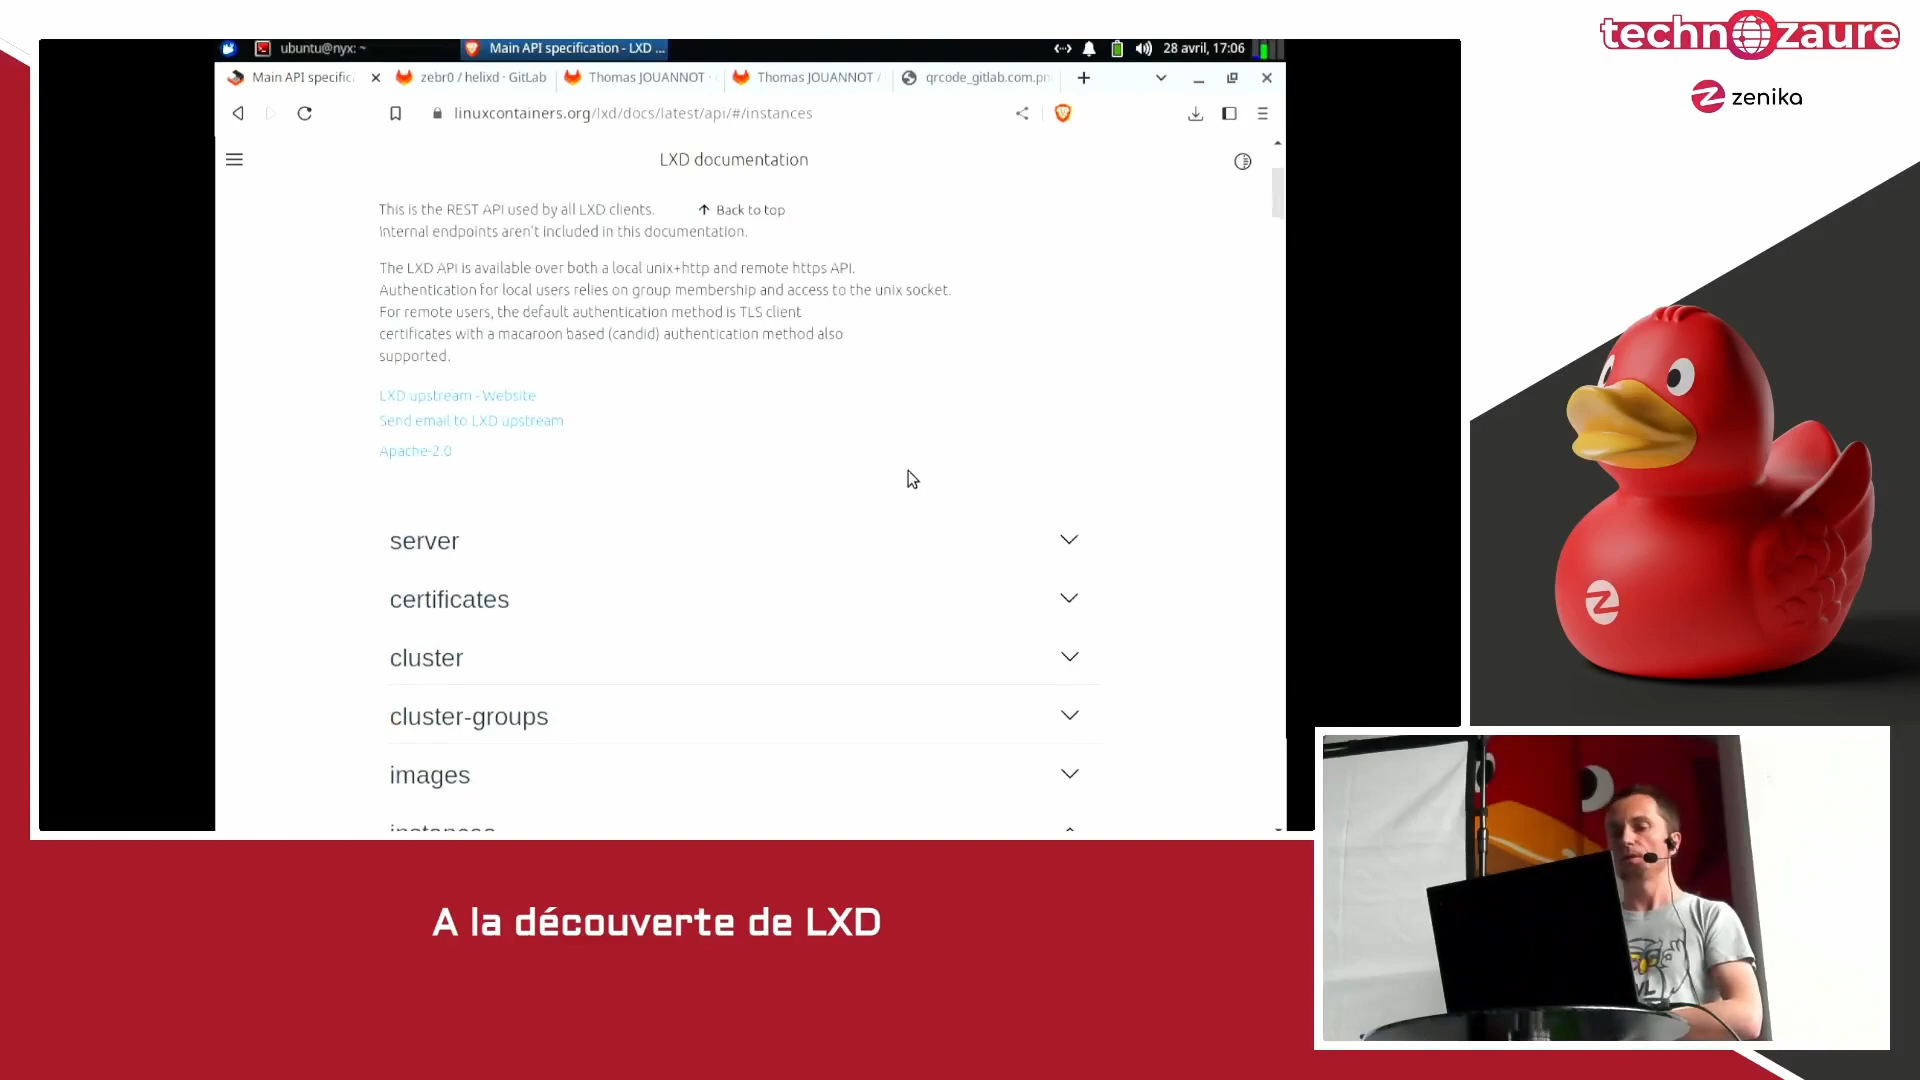 ubuntu@nyx: ~
Main API specification - LXD ...
28 avril, 17:06
Main API specific
zebr0 / helixd · GitLab
Thomas JOUANNOT ·
Thomas JOUANNOT /
qrcode_gitlab.com.pn
linuxcontainers.org/lxd/docs/latest/api/#/instances
LXD documentation
This is the REST API used by all LXD clients.
Back to top
Internal endpoints aren't included in this documentation.
The LXD API is available over both a local unix+http and remote https API.
Authentication for local users relies on group membership and access to the unix socket.
For remote users, the default authentication method is TLS client
certificates with a macaroon based (candid) authentication method also
supported.
LXD upstream - Website
Send email to LXD upstream
Apache-2.0
server
certificates
cluster
cluster-groups
images
instances
A la découverte de LXD
technozaure
zenika